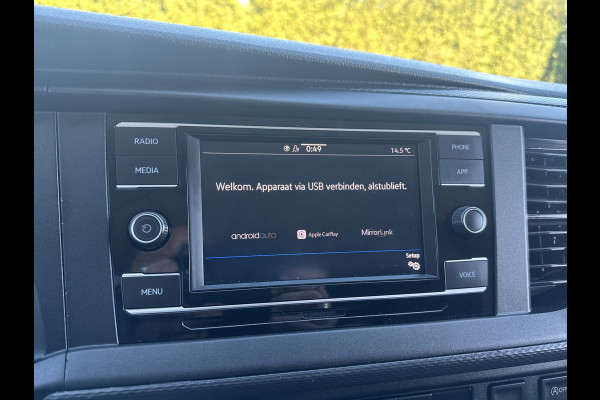 RADIO
MEDIA
MENU
0:49
14.5 °C
Welkom. Apparaat via USB verbinden, alstublieft.
androidauto
Apple CarPlay
MirrorLink
Setup
PHONE
APP
VOICE
OFF